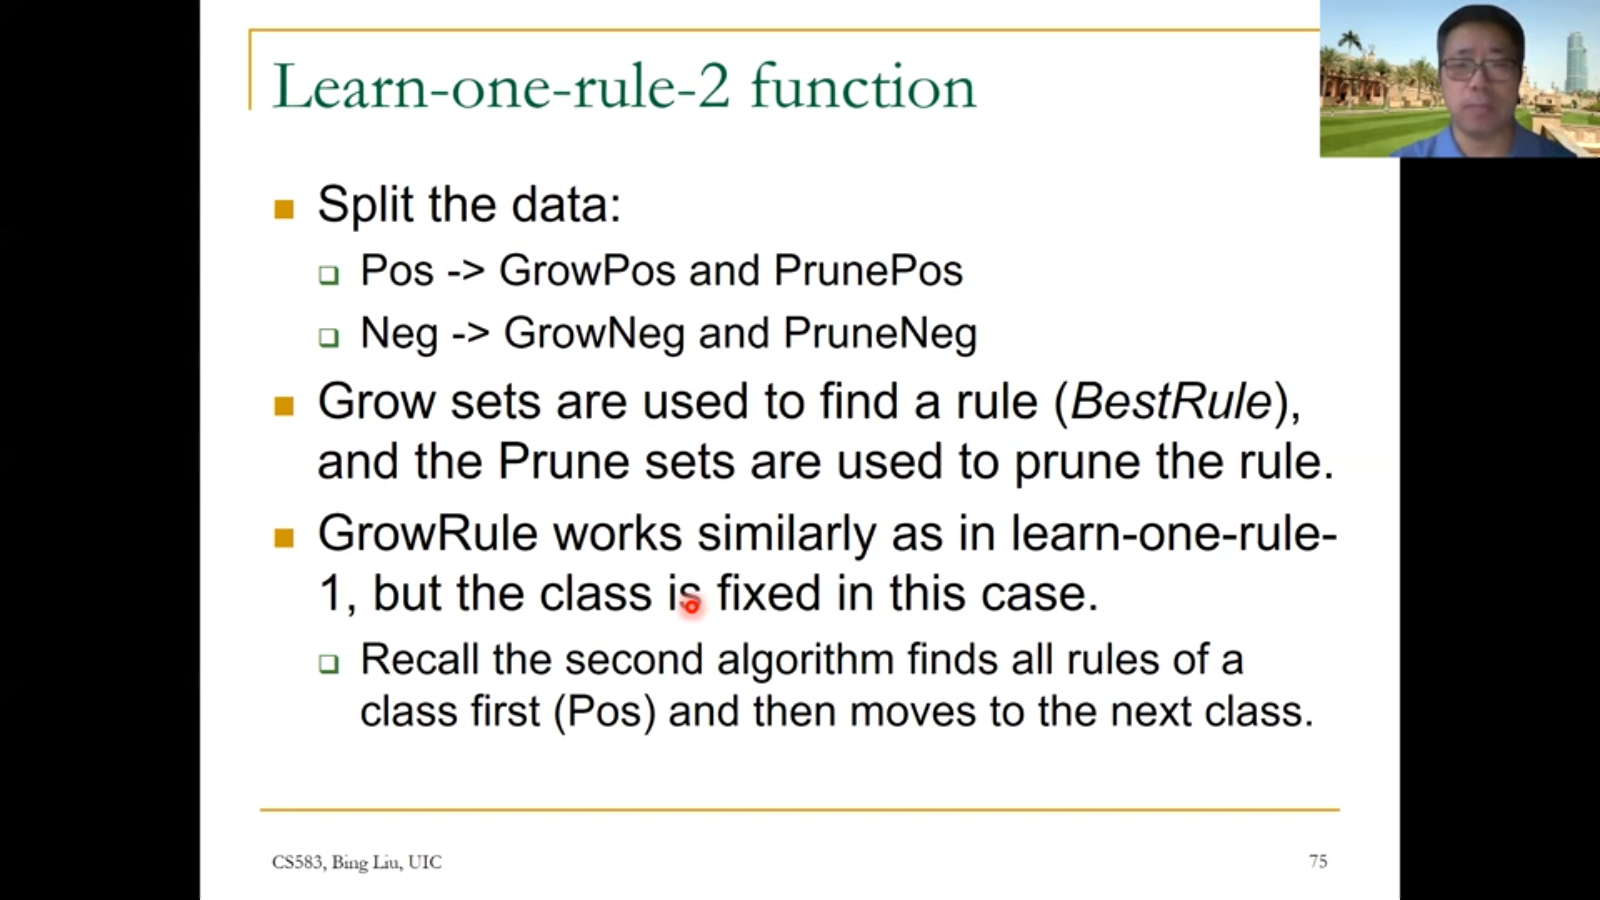 Learn-one-rule-2 function
Split the data:
Pos -> GrowPos and PrunePos
Neg -> GrowNeg and PruneNeg
Grow sets are used to find a rule (BestRule),
and the Prune sets are used to prune the rule.
GrowRule works similarly as in learn-one-rule-
1, but the class is fixed in this case.
Recall the second algorithm finds all rules of a
class first (Pos) and then moves to the next class.
CS583, Bing Liu, UIC
75